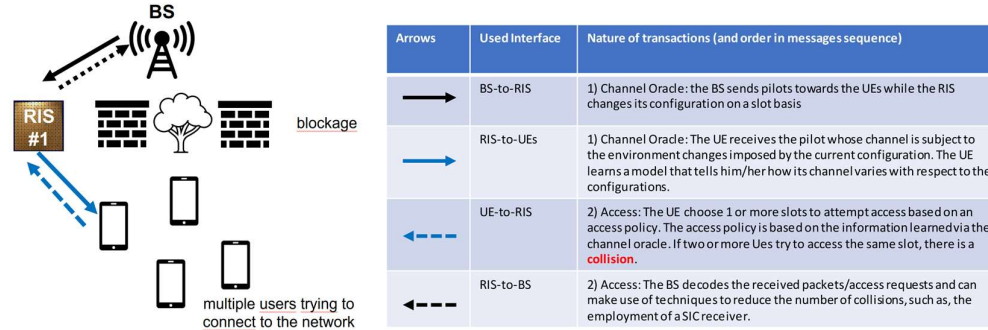 BS
RIS
#1
blockage
multiple users trying to
connect to the network
Arrows Used Interface Nature of transactions (and order in messages sequence)
BS-to-RIS 1) Channel Oracle: the BS sends pilots towards the UEs while the RIS
changes its configuration on a slot basis
RIS-to-UEs 1) Channel Oracle: The UE receives the pilot whose channel is subject to
the environment changes imposed by the current configuration. The UE
learns a model that tells him/her how its channel varies with respect to the
configurations.
UE-to-RIS 2) Access: The UE choose 1 or more slots to attempt access based on an
access policy. The access policy is based on the information learned via the
channel oracle. If two or more Ues try to access the same slot, there is a
collision.
RIS-to-BS 2) Access: The BS decodes the received packets/access requests and can
make use of techniques to reduce the number of collisions, such as, the
employment of a SIC receiver.